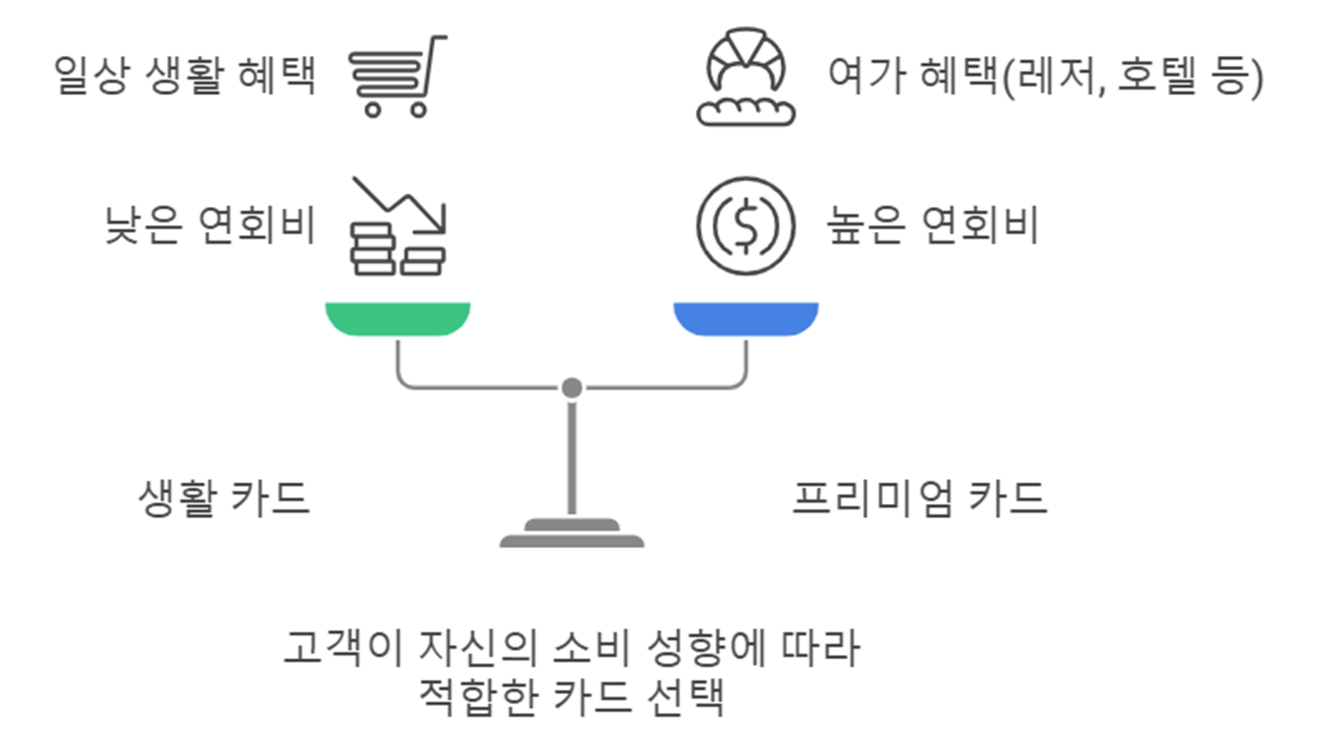 일상 생활 혜택
여가 혜택(레저, 호텔 등)
낮은 연회비
높은 연회비
생활 카드
프리미엄 카드
고객이 자신의 소비 성향에 따라
적합한 카드 선택